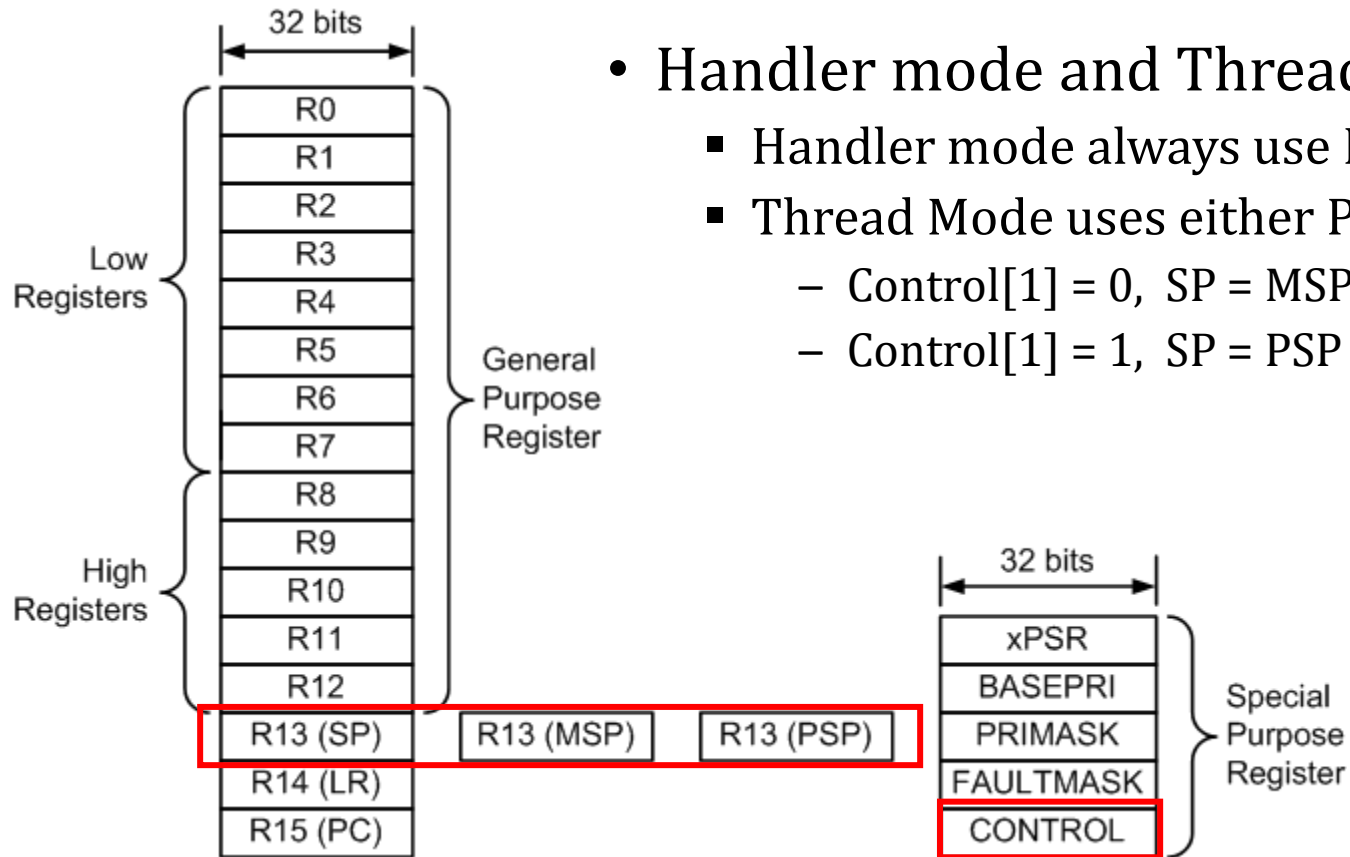 32 bits
R0
R1
R2
R3
R4
R5
R6
R7
R8
R9
R10
R11
R12
R13 (SP)
R13 (MSP)
R13 (PSP)
R14 (LR)
R15 (PC)
Low
Registers
High
Registers
General
Purpose
Register
• Handler mode and
▪ Handler mode always use
▪ Thread Mode uses either
– Control[1] = 0, SP = MSP
– Control[1] = 1, SP = PSP
32 bits
xPSR
BASEPRI
PRIMASK
FAULTMASK
CONTROL
Special
Purpose
Register